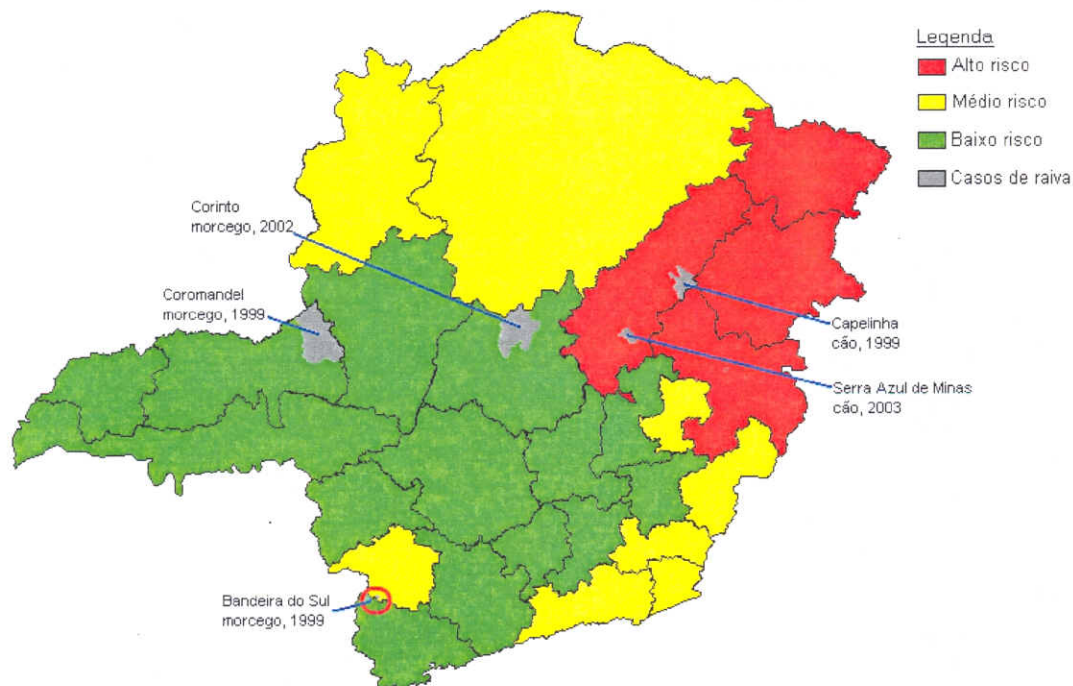 Legenda
Alto risco
Médio risco
Baixo risco
Casos de raiva
Corinto
morcego, 2002
Coromandel
morcego, 1999
Capelinha
cão, 1999
Serra Azul de Minas
cão, 2003
Bandeira do Sul
morcego, 1999